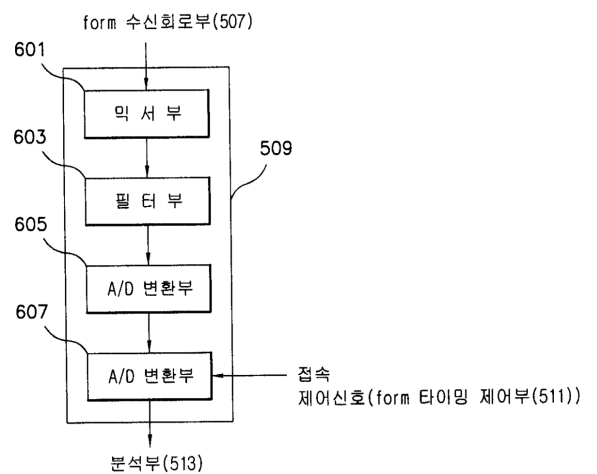 form 수신회로부(507)
601
믹 서 부
603
509
필 터 부
605
A/D 변환부
607
A/D 변환부
접속
제어신호(form 타이밍 제어부(511))
분석부(513)